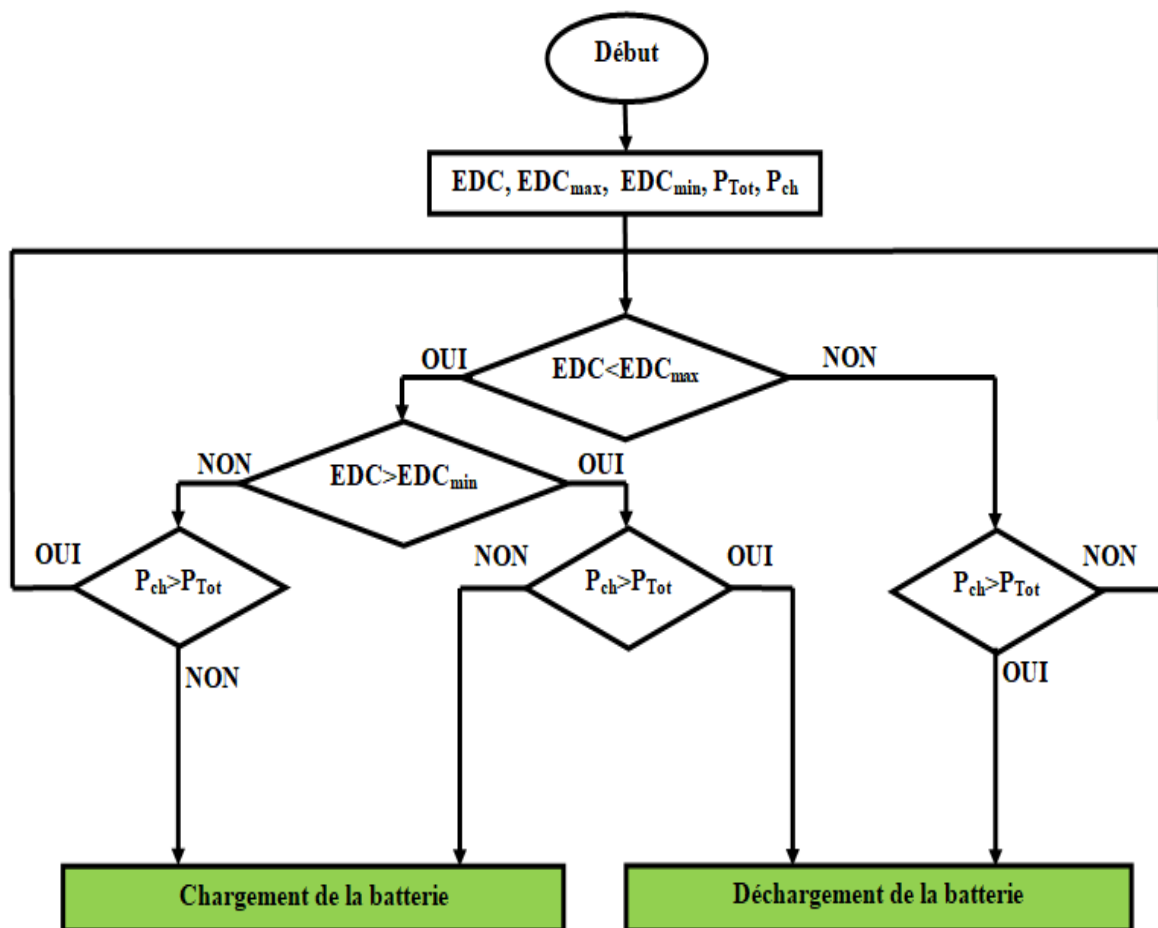 Début
EDC, EDCmax, EDCmin, PTot, Pch
OUI
EDC<EDCmax
NON
NON
EDC>EDCmin
OUI
OUI
Pch>PTot
NON
Pch>PTot
OUI
Pch>PTot
NON
NON
OUI
Chargement de la batterie
Déchargement de la batterie